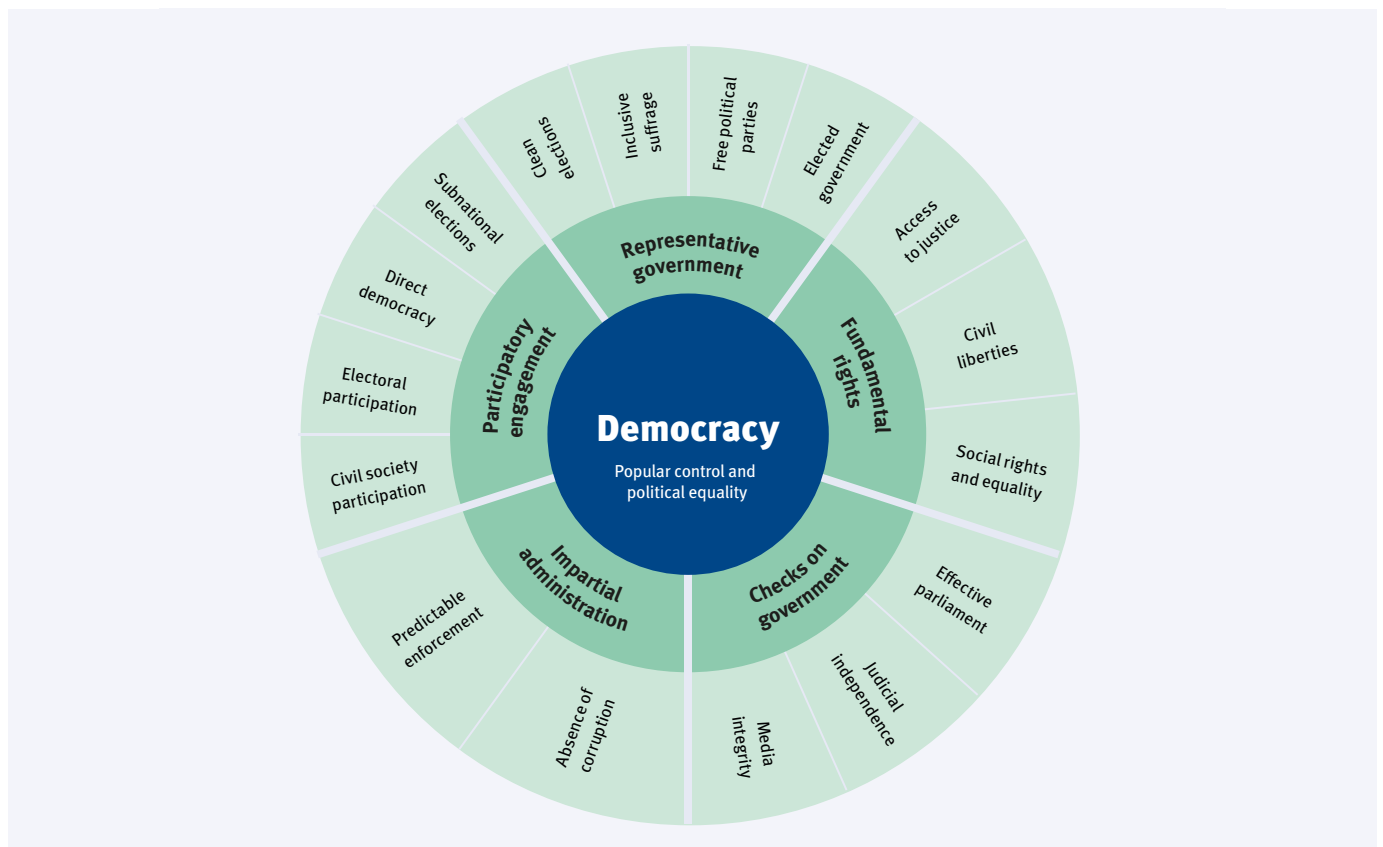 Democracy
Popular control and
political equality
Representative
government
Clean
elections
Inclusive
suffrage
Free political
parties
Elected
government
Fundamental
rights
Access
to justice
Civil
liberties
Social rights
and equality
Checks on
government
Effective
parliament
Judicial
independence
Media
integrity
Impartial
administration
Absence of
corruption
Predictable
enforcement
Participatory
engagement
Civil society
participation
Electoral
participation
Direct
democracy
Subnational
elections